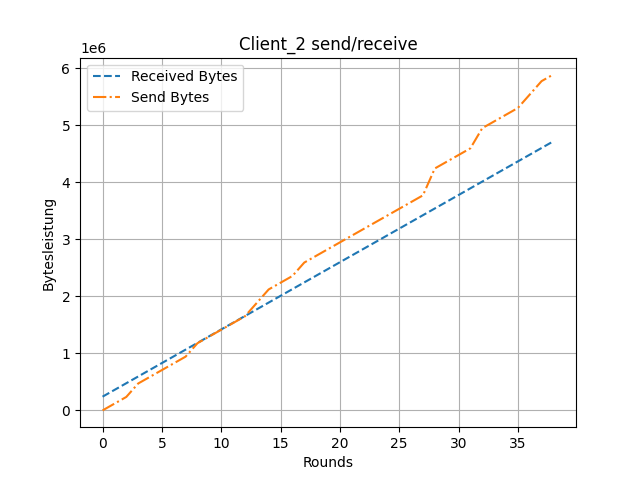 Client_2 send/receive
1e6
Received Bytes
Send Bytes
6
5
4
3
2
1
0
Bytesleistung
0 5 10 15 20 25 30 35
Rounds